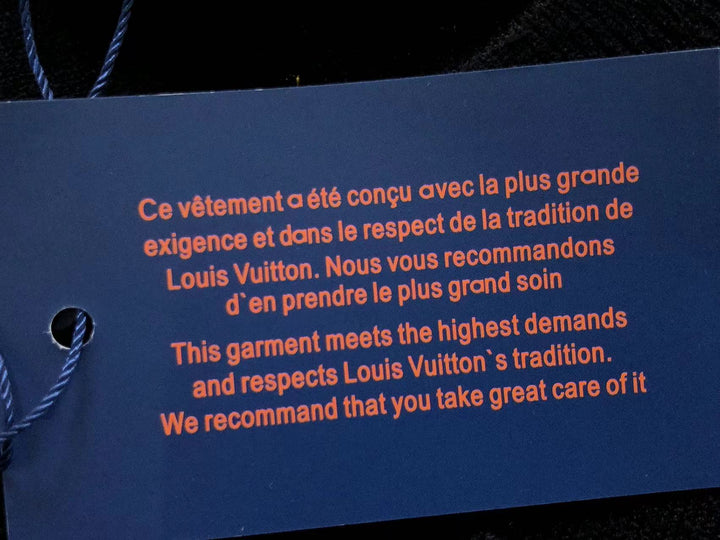 Ce vêtement a été conçu avec la plus grande
exigence et dans le respect de la tradition de
Louis Vuitton. Nous vous recommandons
d`en prendre le plus grand soin
This garment meets the highest demands
and respects Louis Vuitton`s tradition.
We recommand that you take great care of it